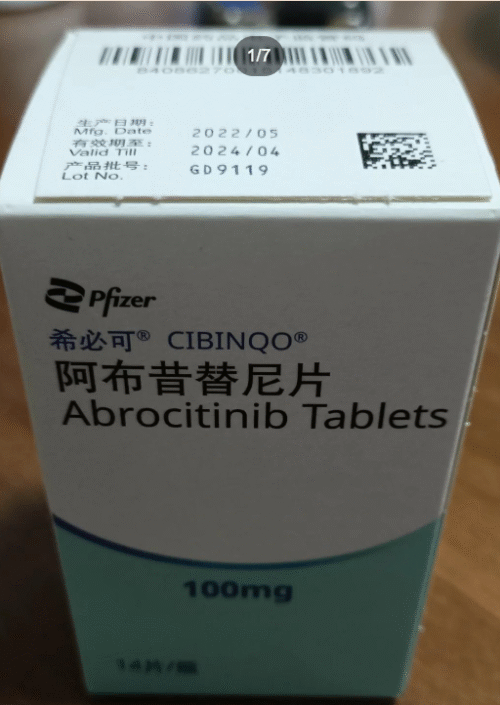 1/7
生产日期:
Mfg. Date 2022/05
有效期至:
Valid Till 2024/04
产品批号:
Lot No. GD9119
Pfizer
希必可® CIBINQO®
阿布昔替尼片
Abrocitinib Tablets
100mg
14片/瓶